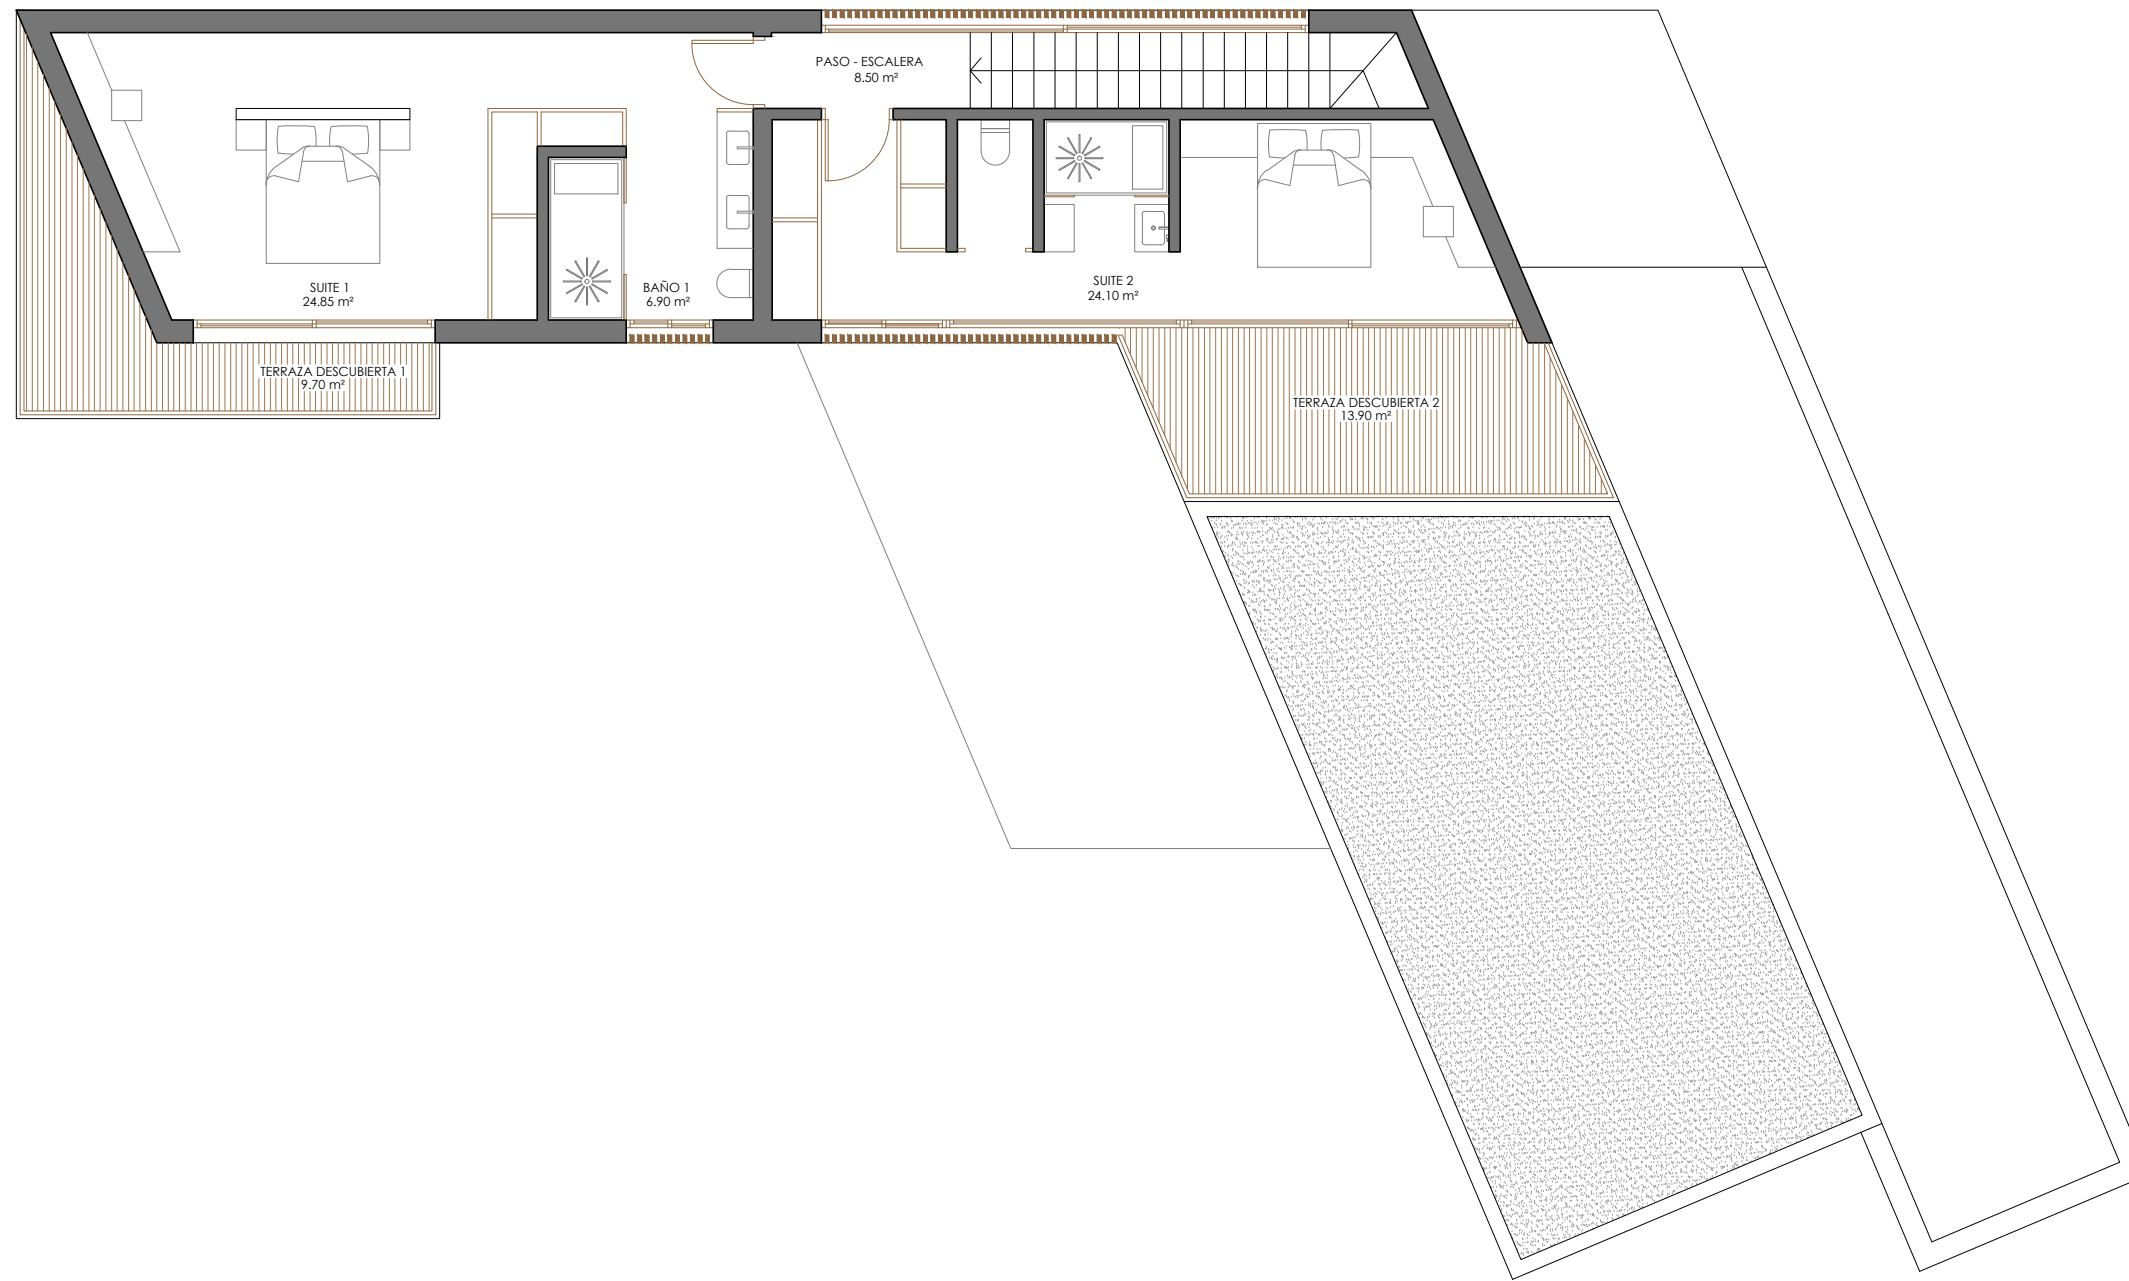 PASO - ESCALERA
8.50 m²
SUITE 1
24.85 m²
BAÑO 1
6.90 m²
SUITE 2
24.10 m²
TERRAZA DESCUBIERTA 1
9.70 m²
TERRAZA DESCUBIERTA 2
13.90 m²